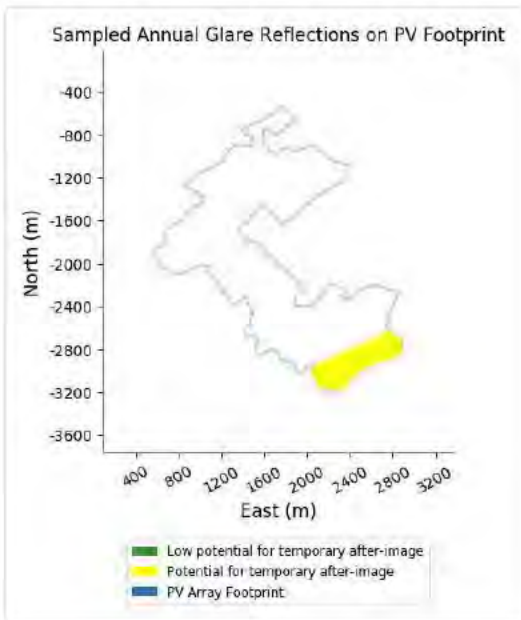 Sampled Annual Glare Reflections on PV Footprint
-400
-800
-1200
-1600
-2000
-2400
-2800
-3200
-3600
North (m)
400
800
1200
1600
2000
2400
2800
3200
East (m)
Low potential for temporary after-image
Potential for temporary after-image
PV Array Footprint